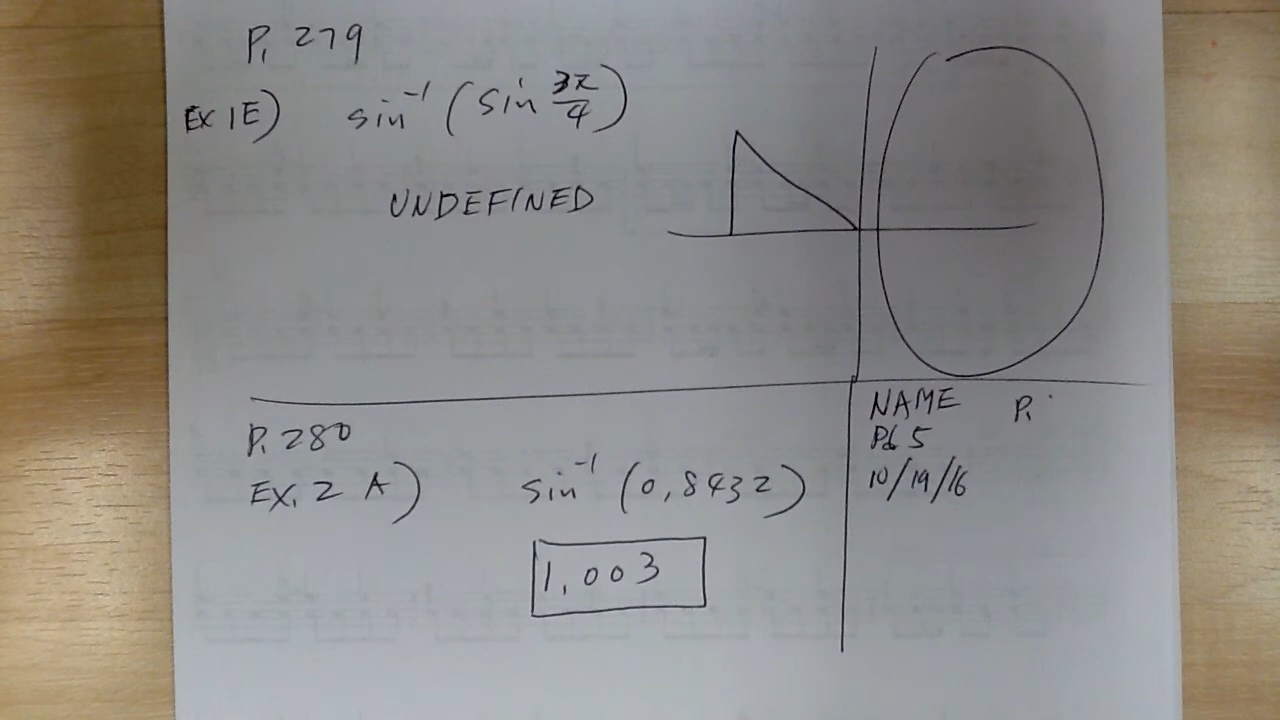 P. 279
EX 1E) sin⁻¹ (sin 3π/4)
UNDEFINED
P. 280
EX. 2 A) sin⁻¹ (0.8432)
1.003
NAME P.
Pd 5
10/19/16